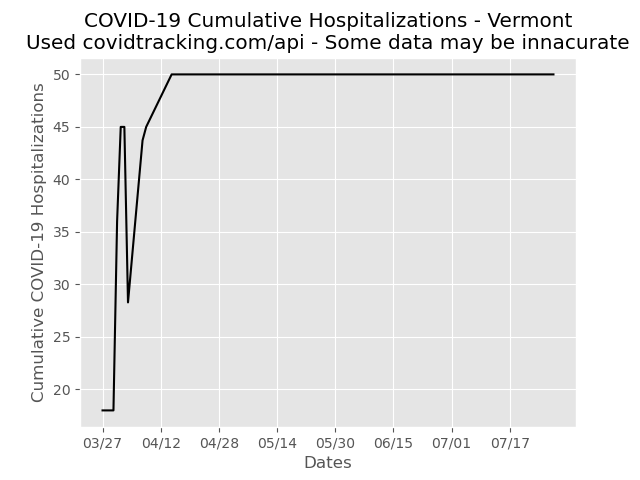 COVID-19 Cumulative Hospitalizations - Vermont
Used covidtracking.com/api - Some data may be innacurate
Cumulative COVID-19 Hospitalizations
50
45
40
35
30
25
20
03/27 04/12 04/28 05/14 05/30 06/15 07/01 07/17
Dates